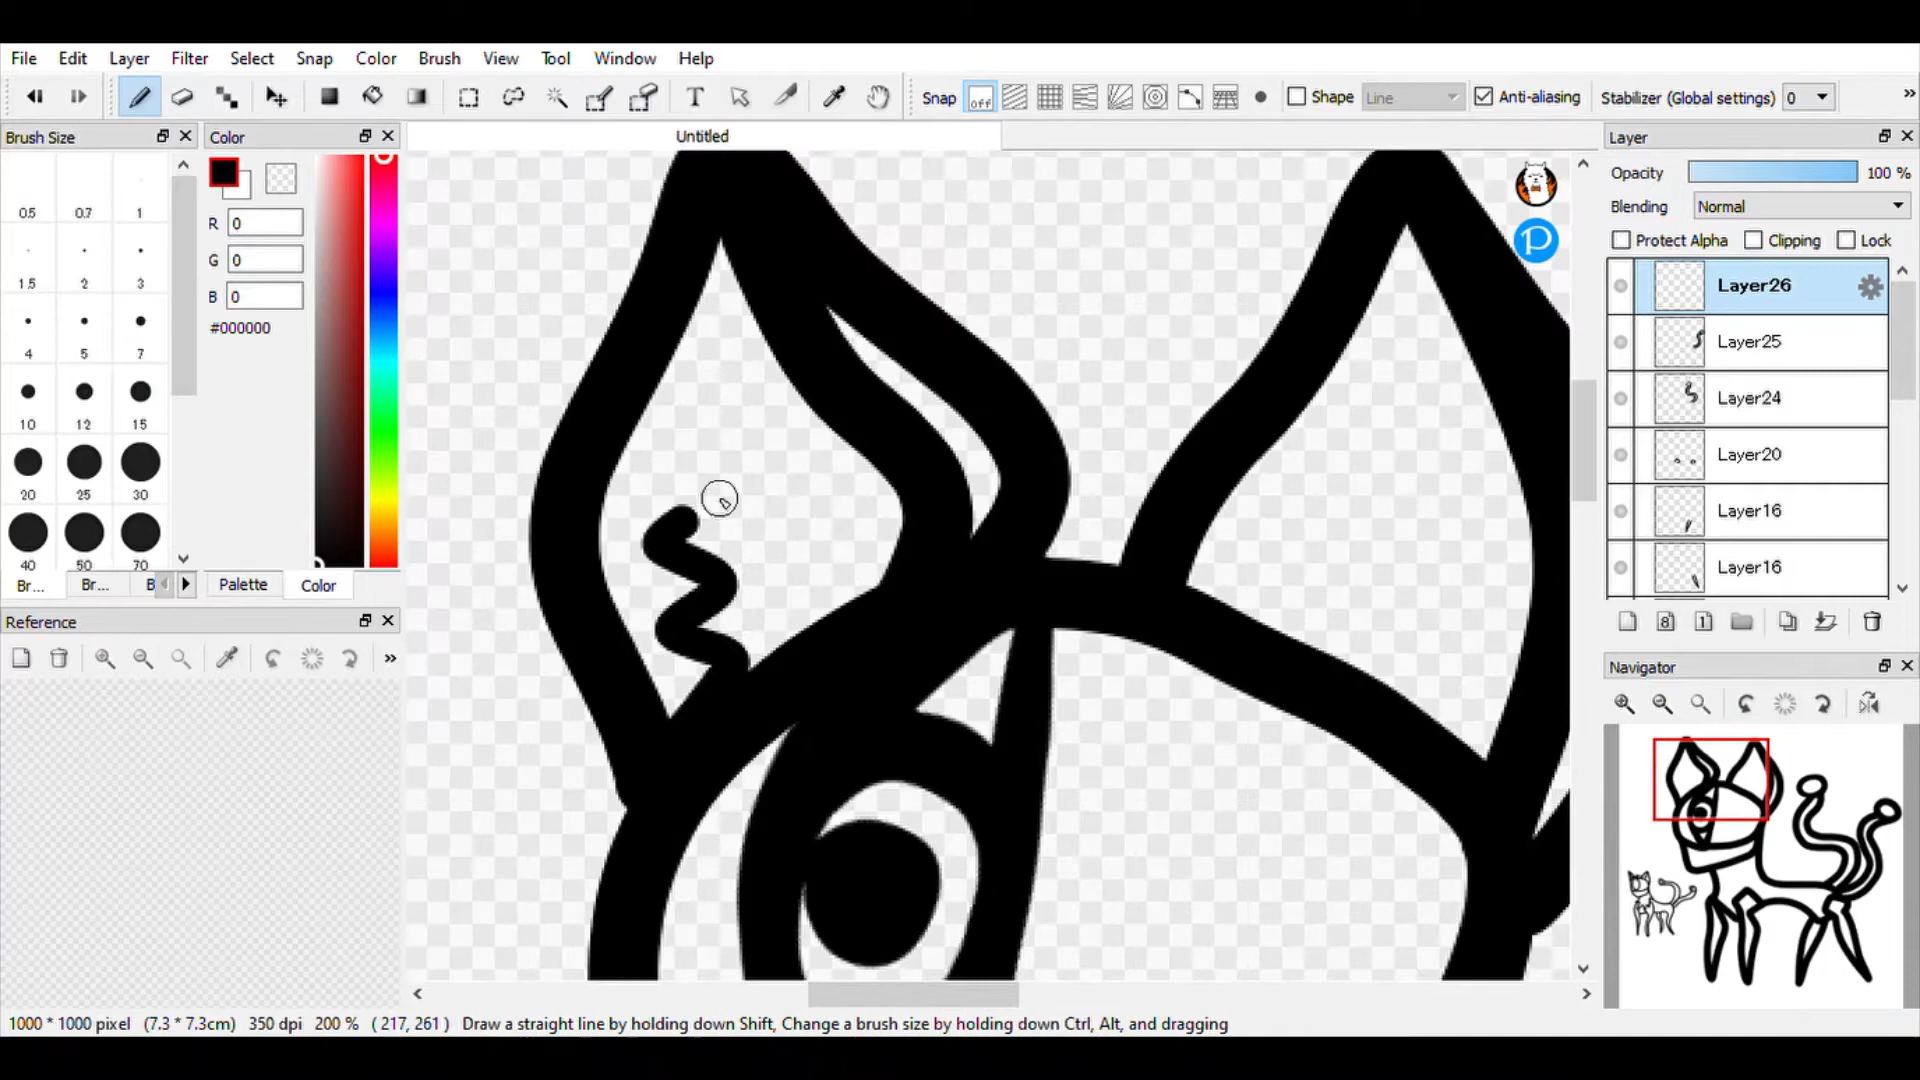 File Edit Layer Filter Select Snap Color Brush View Tool Window Help
Snap off Shape Line Anti-aliasing Stabilizer (Global settings) 0
Brush Size Color Untitled Layer
Opacity 100 %
Blending Normal
Protect Alpha Clipping Lock
0.5 0.7 1
1.5 2 3
4 5 7
10 12 15
20 25 30
40 50 70
R 0
G 0
B 0
#000000
Br... Br... B Palette Color
Layer26
Layer25
Layer24
Layer20
Layer16
Layer16
8 1
Reference
Navigator
1000 * 1000 pixel (7.3 * 7.3cm) 350 dpi 200 % ( 217, 261 ) Draw a straight line by holding down Shift, Change a brush size by holding down Ctrl, Alt, and dragging